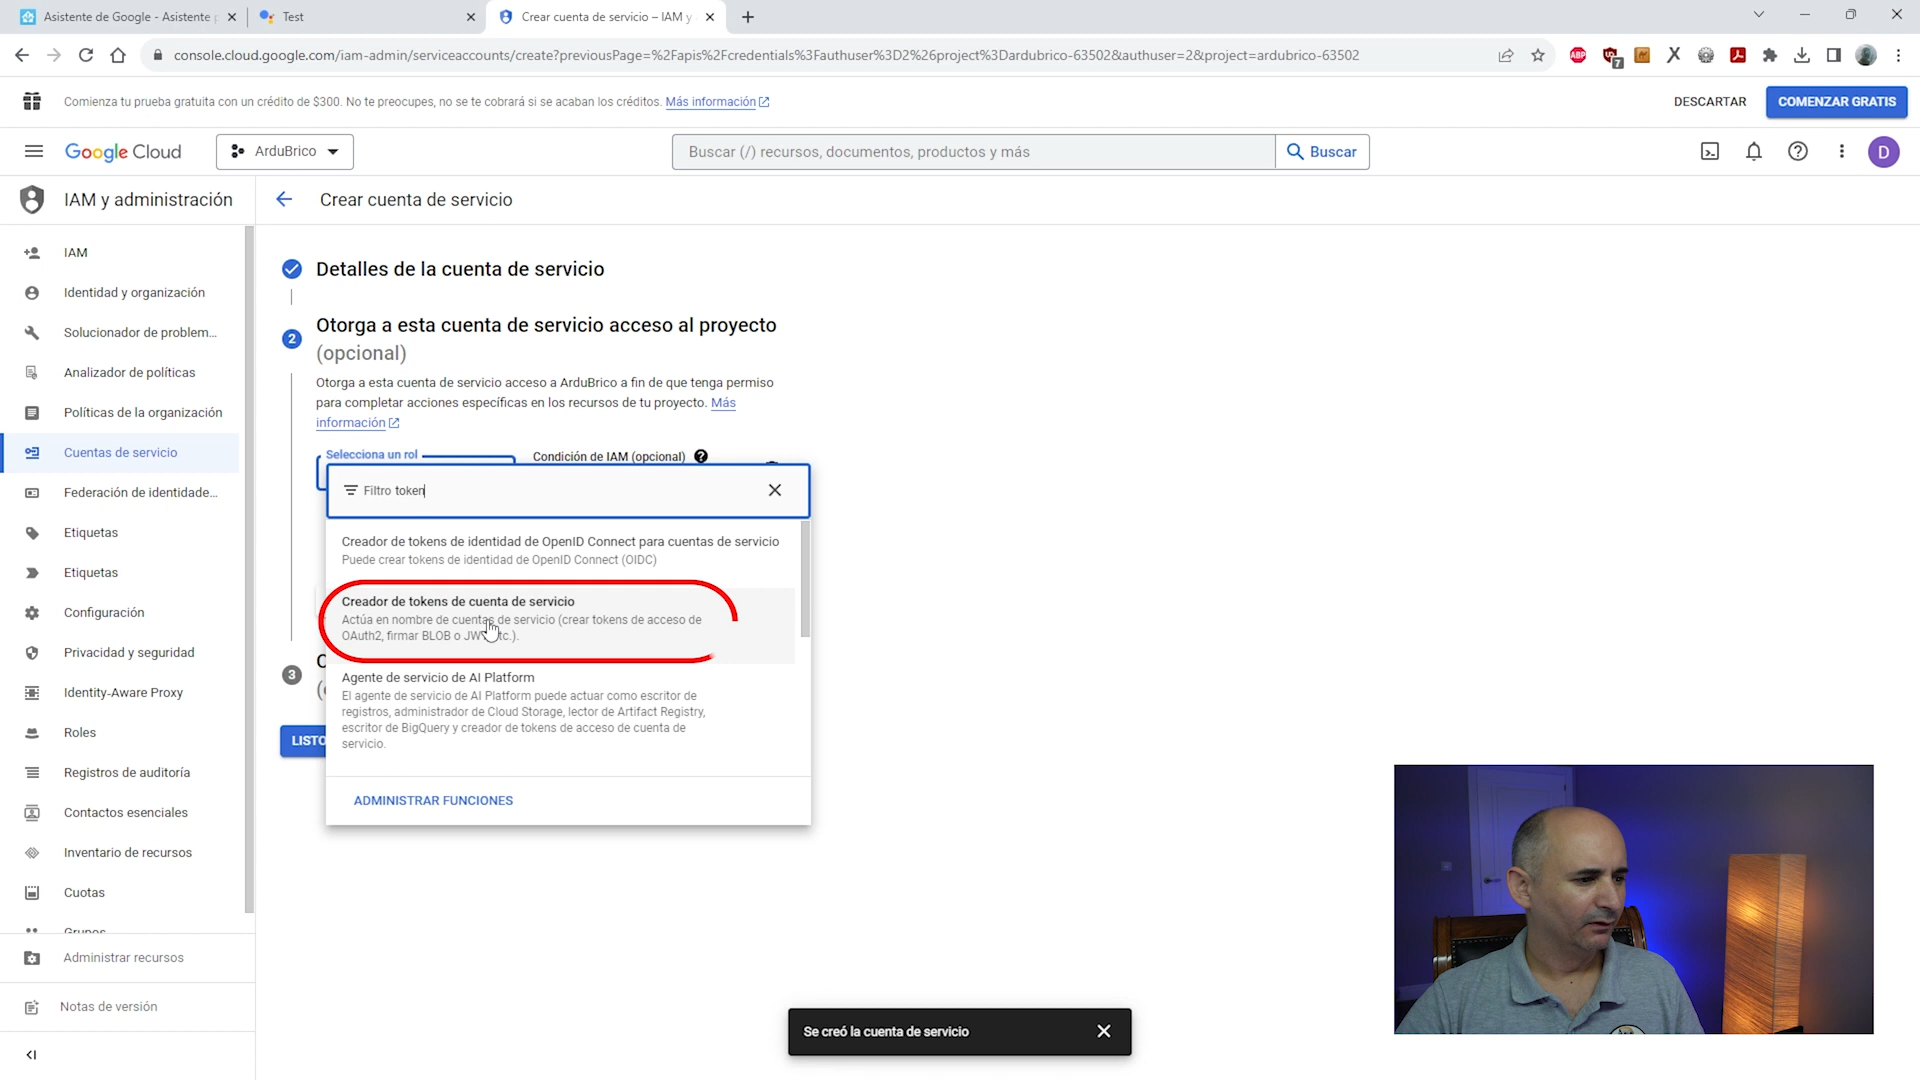 Asistente de Google - Asistente
Test
Crear cuenta de servicio – IAM y
console.cloud.google.com/iam-admin/serviceaccounts/create?previousPage=%2Fapis%2Fcredentials%3Fauthuser%3D2%26project%3Dardubrico-63502&authuser=2&project=ardubrico-63502
ABP
7
Comienza tu prueba gratuita con un crédito de $300. No te preocupes, no se te cobrará si se acaban los créditos. Más información
DESCARTAR
COMENZAR GRATIS
Google Cloud
ArduBrico
Buscar (/) recursos, documentos, productos y más
Buscar
D
IAM y administración
Crear cuenta de servicio
IAM
Identidad y organización
Solucionador de problem...
Analizador de políticas
Políticas de la organización
Cuentas de servicio
Federación de identidade...
Etiquetas
Etiquetas
Configuración
Privacidad y seguridad
Identity-Aware Proxy
Roles
Registros de auditoría
Contactos esenciales
Inventario de recursos
Cuotas
Grupos
Administrar recursos
Notas de versión
Detalles de la cuenta de servicio
2
Otorga a esta cuenta de servicio acceso al proyecto
(opcional)
Otorga a esta cuenta de servicio acceso a ArduBrico a fin de que tenga permiso
para completar acciones específicas en los recursos de tu proyecto. Más
información
Selecciona un rol
Condición de IAM (opcional)
Filtro token
Creador de tokens de identidad de OpenID Connect para cuentas de servicio
Puede crear tokens de identidad de OpenID Connect (OIDC)
Creador de tokens de cuenta de servicio
Actúa en nombre de cuentas de servicio (crear tokens de acceso de
OAuth2, firmar BLOB o JW tc.).
Agente de servicio de AI Platform
El agente de servicio de AI Platform puede actuar como escritor de
registros, administrador de Cloud Storage, lector de Artifact Registry,
escritor de BigQuery y creador de tokens de acceso de cuenta de
servicio.
ADMINISTRAR FUNCIONES
3
LISTO
Se creó la cuenta de servicio